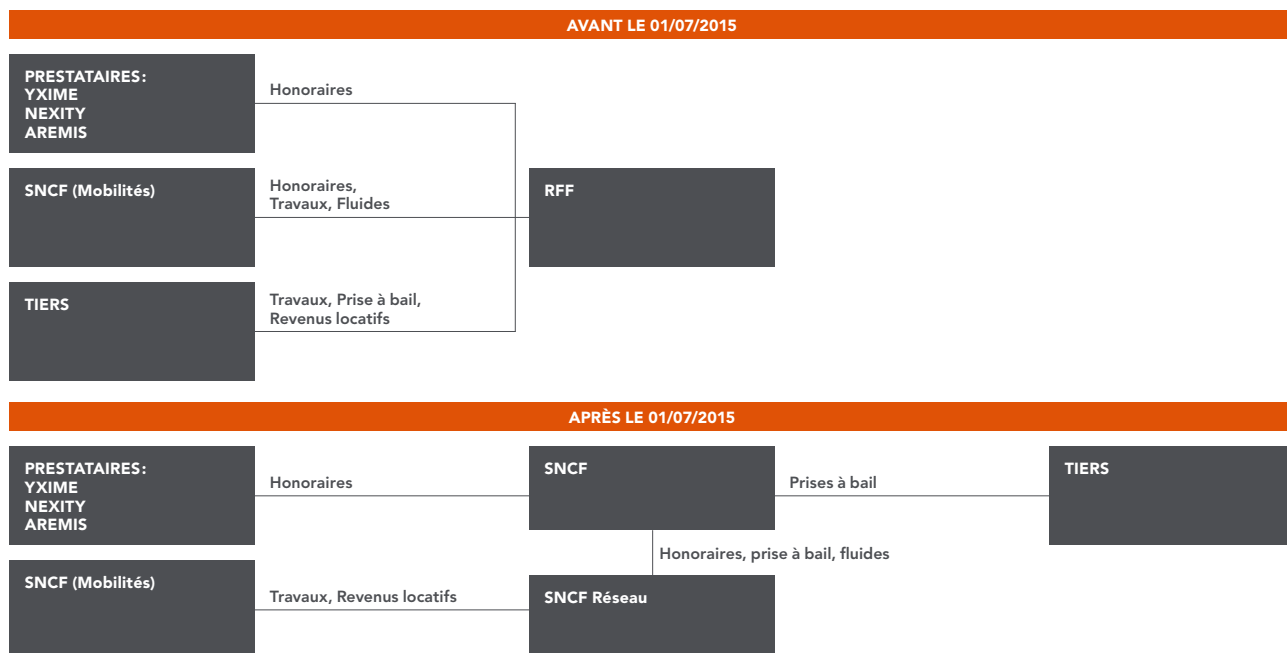 AVANT LE 01/07/2015
PRESTATAIRES:
YXIME
NEXITY
AREMIS
Honoraires
SNCF (Mobilités)
Honoraires,
Travaux, Fluides
RFF
TIERS
Travaux, Prise à bail,
Revenus locatifs
APRÈS LE 01/07/2015
PRESTATAIRES:
YXIME
NEXITY
AREMIS
Honoraires
SNCF
Prises à bail
TIERS
Honoraires, prise à bail, fluides
SNCF (Mobilités)
Travaux, Revenus locatifs
SNCF Réseau